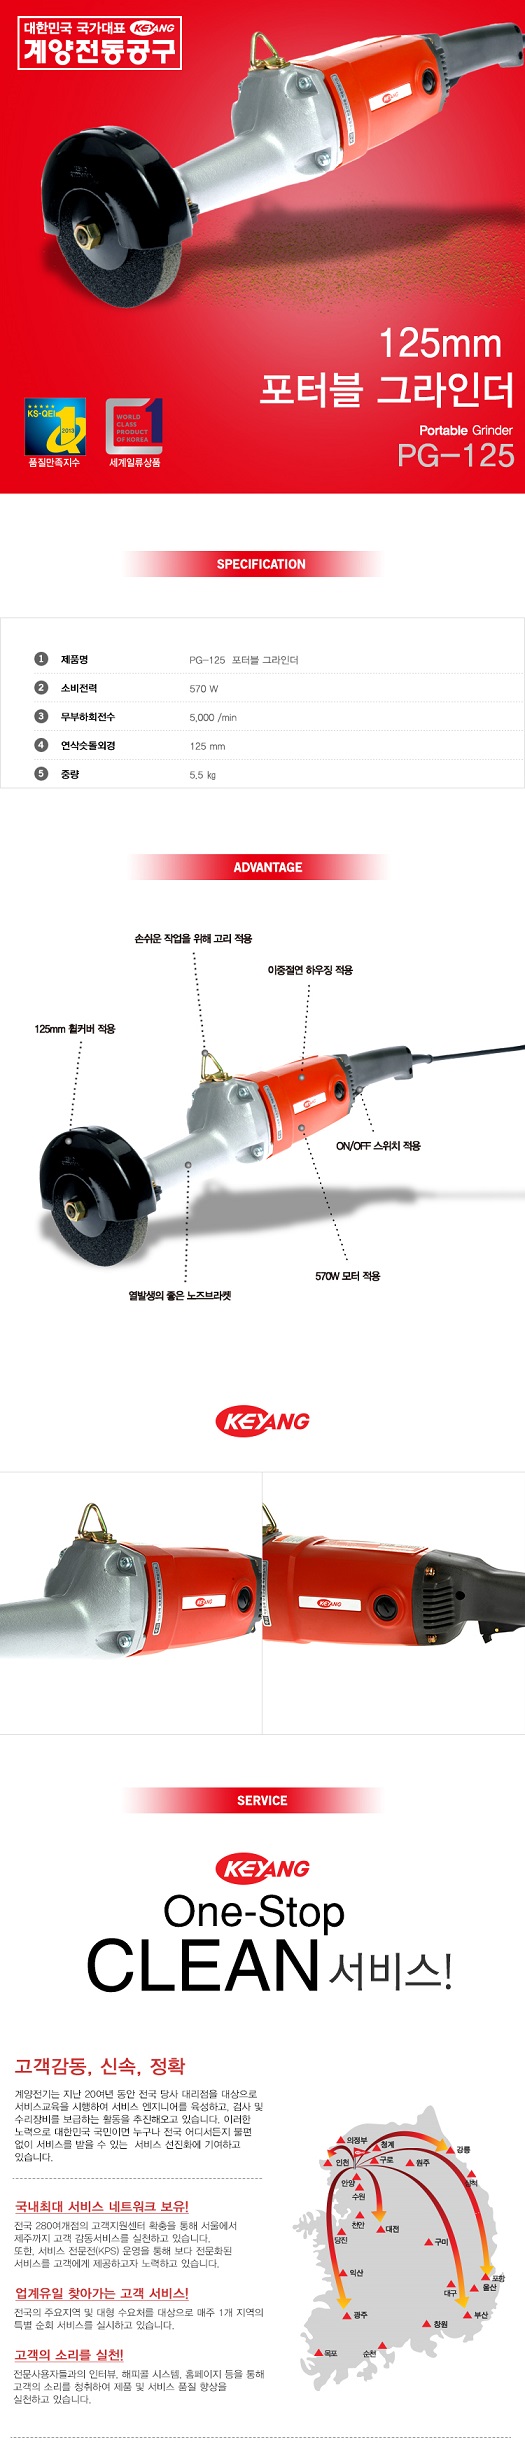 대한민국 국가대표 KEYANG
계양전동공구
KEYANG
125mm
포터블 그라인더
Portable Grinder
PG-125
KS-QEI
2013
품질만족지수
WORLD
CLASS
PRODUCT
OF KOREA
1
세계일류상품
SPECIFICATION
1 제품명 PG-125 포터블 그라인더
2 소비전력 570 W
3 무부하회전수 5,000 /min
4 연삭숫돌외경 125 mm
5 중량 5.5 kg
ADVANTAGE
손쉬운 작업을 위해 고리 적용
이중절연 하우징 적용
125mm 휠커버 적용
KEYANG
ON/OFF 스위치 적용
570W 모터 적용
열발생의 좋은 노즈브라켓
KEYANG
KEYANG
KEYANG
SERVICE
KEYANG
One-Stop
CLEAN 서비스!
고객감동, 신속, 정확
계양전기는 지난 20여년 동안 전국 당사 대리점을 대상으로
서비스교육을 시행하여 서비스 엔지니어를 육성하고, 검사 및
수리장비를 보급하는 활동을 추진해오고 있습니다. 이러한
노력으로 대한민국 국민이면 누구나 전국 어디서든지 불편
없이 서비스를 받을 수 있는 서비스 선진화에 기여하고
있습니다.
국내최대 서비스 네트워크 보유!
전국 280여개점의 고객지원센터 확충을 통해 서울에서
제주까지 고객 감동서비스를 실천하고 있습니다.
또한, 서비스 전문점(KPS) 운영을 통해 보다 전문화된
서비스를 고객에게 제공하고자 노력하고 있습니다.
업계유일 찾아가는 고객 서비스!
전국의 주요지역 및 대형 수요처를 대상으로 매주 1개 지역의
특별 순회 서비스를 실시하고 있습니다.
고객의 소리를 실천!
전문사용자들과의 인터뷰, 해피콜 시스템, 홈페이지 등을 통해
고객의 소리를 청취하여 제품 및 서비스 품질 향상을
실천하고 있습니다.
의정부
청계
강릉
인천
구로
원주
안양
삼척
수원
천안
대전
당진
구미
익산
포항
대구
울산
광주
부산
창원
목포
순천